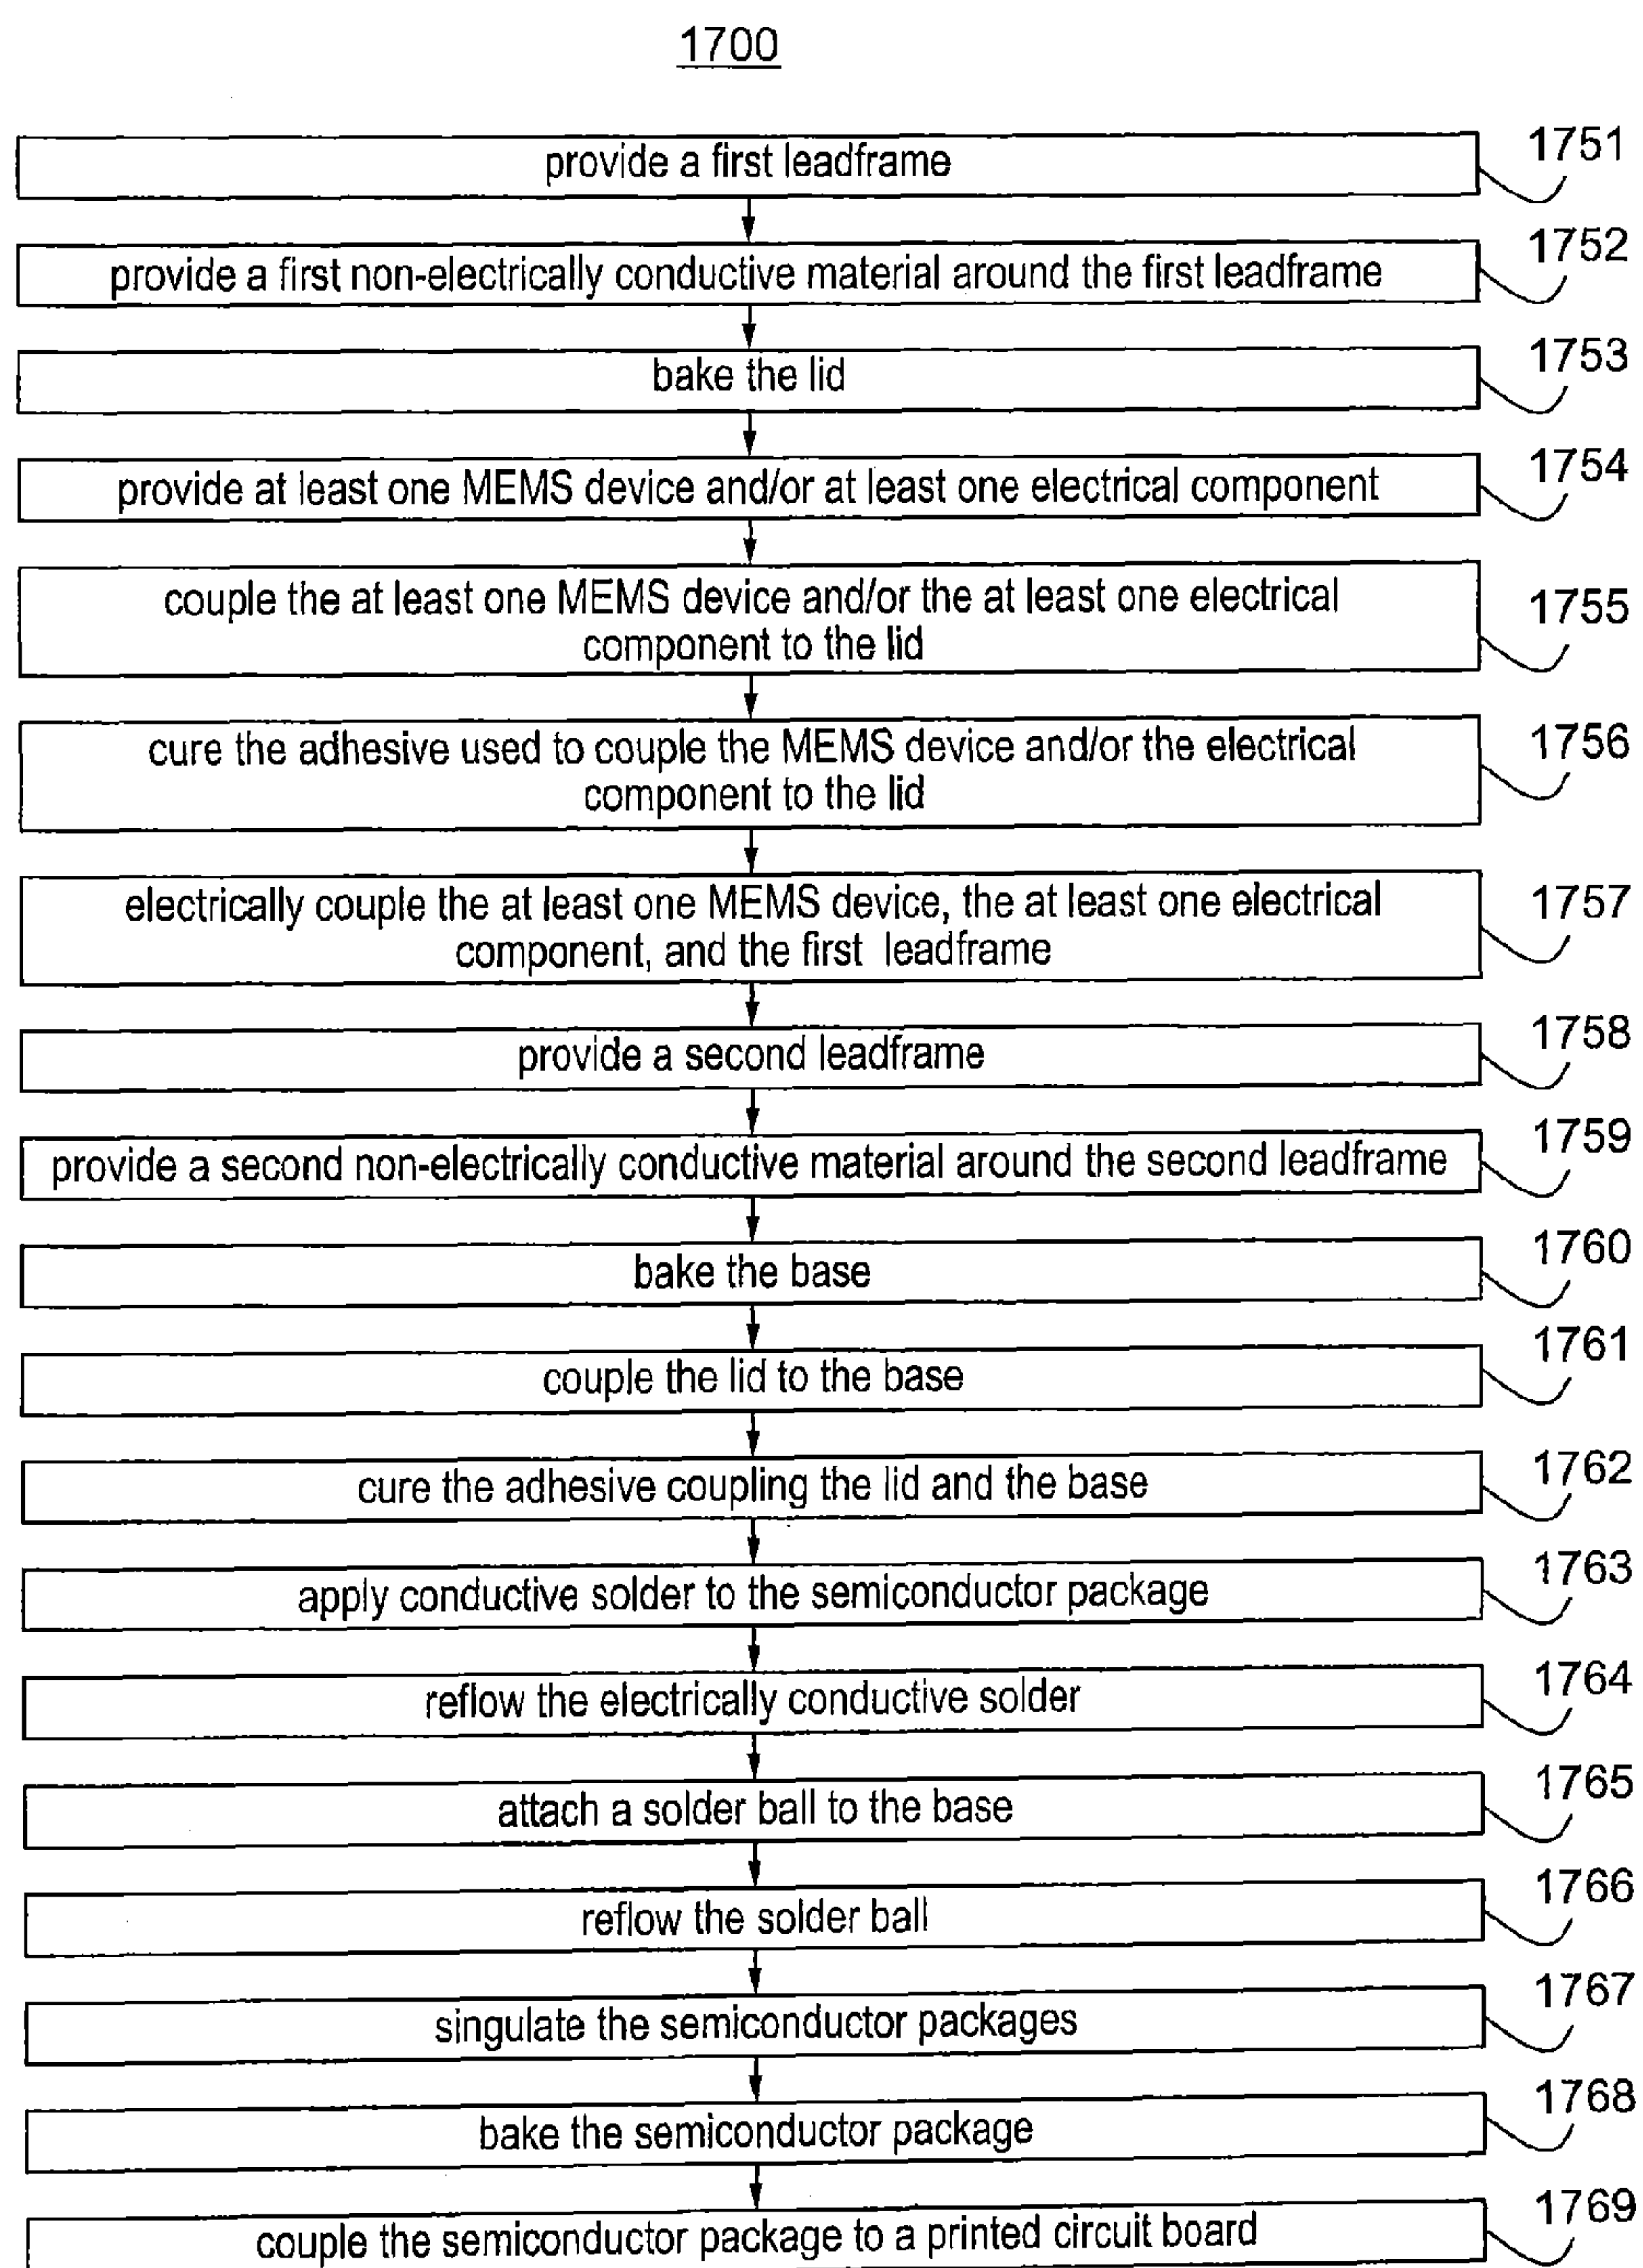 1700
provide a first leadframe
1751
provide a first non-electrically conductive material around the first leadframe
1752
bake the lid
1753
provide at least one MEMS device and/or at least one electrical component
1754
couple the at least one MEMS device and/or the at least one electrical
component to the lid
1755
cure the adhesive used to couple the MEMS device and/or the electrical
component to the lid
1756
electrically couple the at least one MEMS device, the at least one electrical
component, and the first leadframe
1757
provide a second leadframe
1758
provide a second non-electrically conductive material around the second leadframe
1759
bake the base
1760
couple the lid to the base
1761
cure the adhesive coupling the lid and the base
1762
apply conductive solder to the semiconductor package
1763
reflow the electrically conductive solder
1764
attach a solder ball to the base
1765
reflow the solder ball
1766
singulate the semiconductor packages
1767
bake the semiconductor package
1768
couple the semiconductor package to a printed circuit board
1769